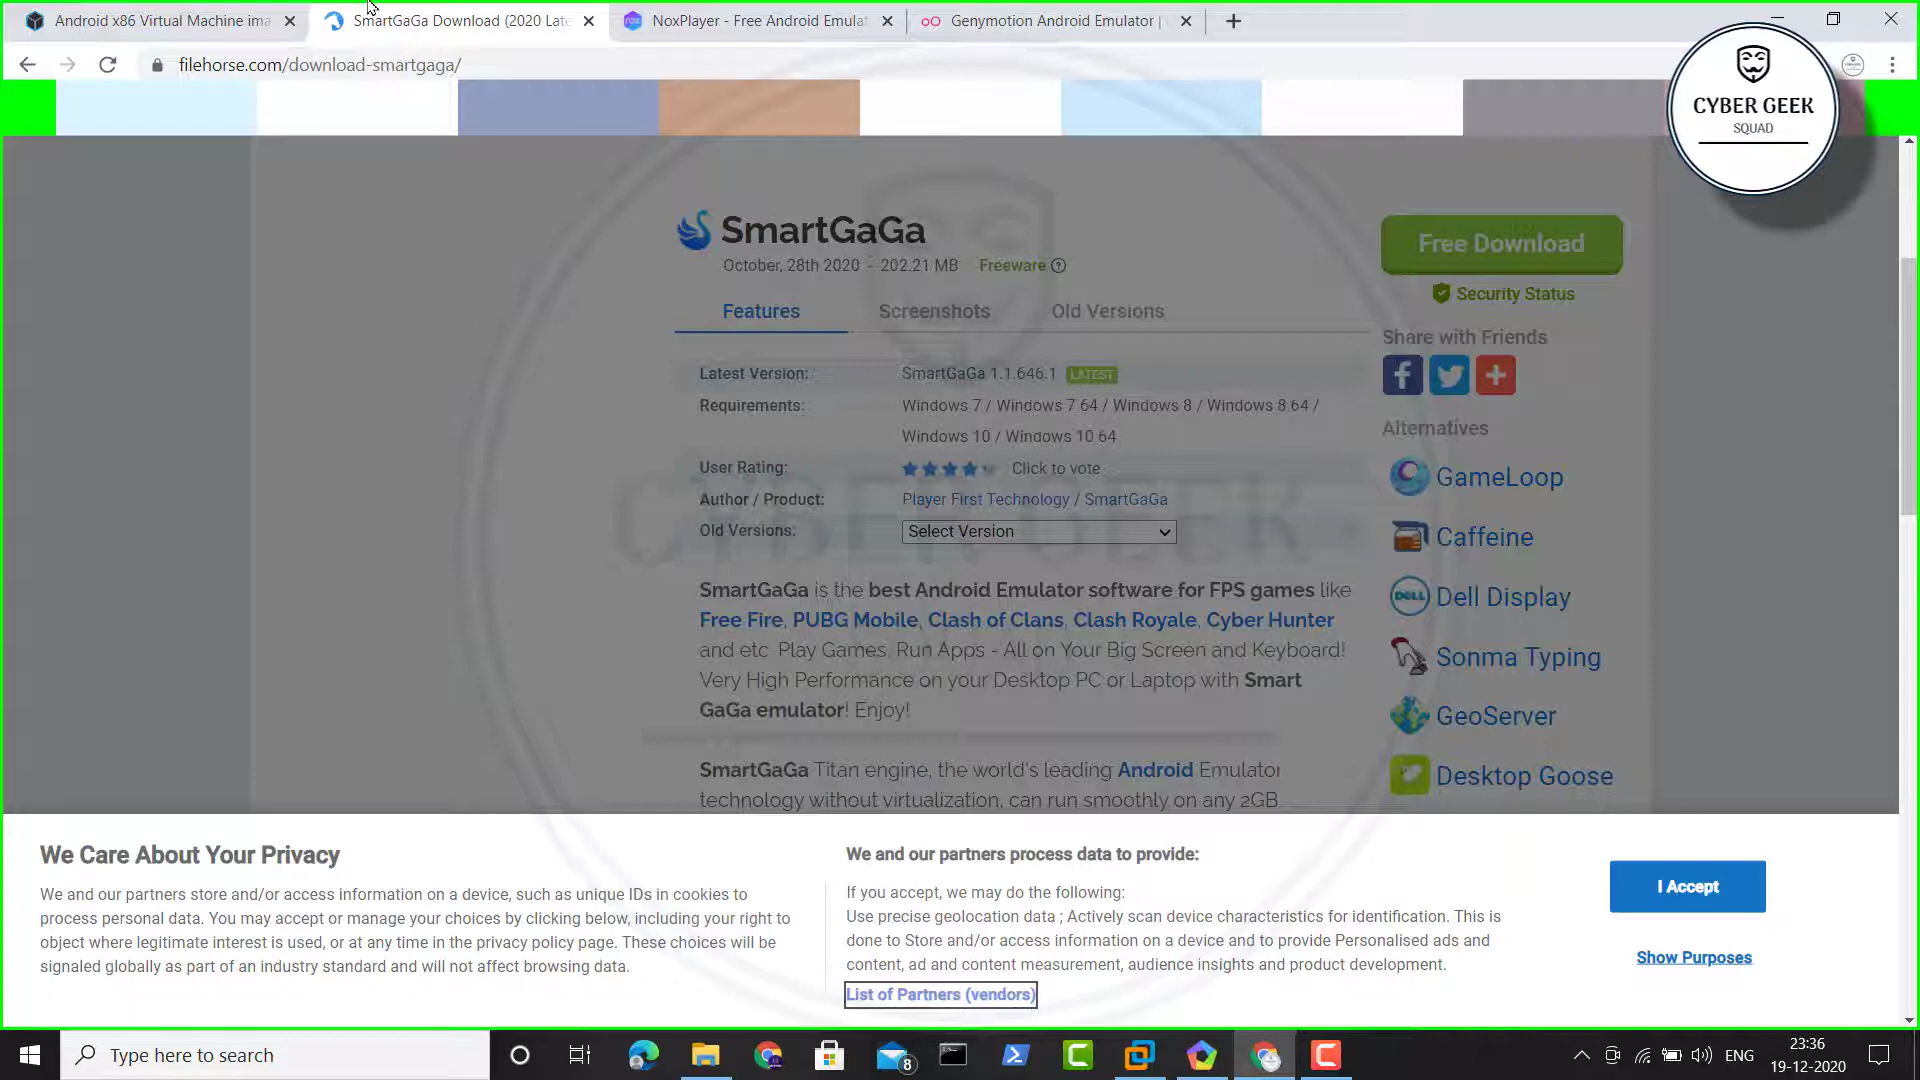 Android x86 Virtual Machine ima
SmartGaGa Download (2020 Late
NoxPlayer - Free Android Emulat
Genymotion Android Emulator |
filehorse.com/download-smartgaga/
CYBER GEEK
SQUAD
SmartGaGa
October, 28th 2020 - 202.21 MB Freeware
Free Download
Security Status
Features Screenshots Old Versions
Share with Friends
Latest Version: SmartGaGa 1.1.646.1 LATEST
Requirements: Windows 7 / Windows 7 64 / Windows 8 / Windows 8 64 /
Windows 10 / Windows 10 64
User Rating: Click to vote
Author / Product: Player First Technology / SmartGaGa
Old Versions: Select Version
Alternatives
GameLoop
Caffeine
Dell Display
Sonma Typing
GeoServer
Desktop Goose
CYBER GEEK
SmartGaGa is the best Android Emulator software for FPS games like
Free Fire, PUBG Mobile, Clash of Clans, Clash Royale, Cyber Hunter
and etc Play Games, Run Apps - All on Your Big Screen and Keyboard!
Very High Performance on your Desktop PC or Laptop with Smart
GaGa emulator! Enjoy!
SmartGaGa Titan engine, the world's leading Android Emulator
technology without virtualization, can run smoothly on any 2GB
We Care About Your Privacy
We and our partners store and/or access information on a device, such as unique IDs in cookies to
process personal data. You may accept or manage your choices by clicking below, including your right to
object where legitimate interest is used, or at any time in the privacy policy page. These choices will be
signaled globally as part of an industry standard and will not affect browsing data.
We and our partners process data to provide:
If you accept, we may do the following:
Use precise geolocation data ; Actively scan device characteristics for identification. This is
done to Store and/or access information on a device and to provide Personalised ads and
content, ad and content measurement, audience insights and product development.
List of Partners (vendors)
I Accept
Show Purposes
Type here to search
8
ENG
23:36
19-12-2020